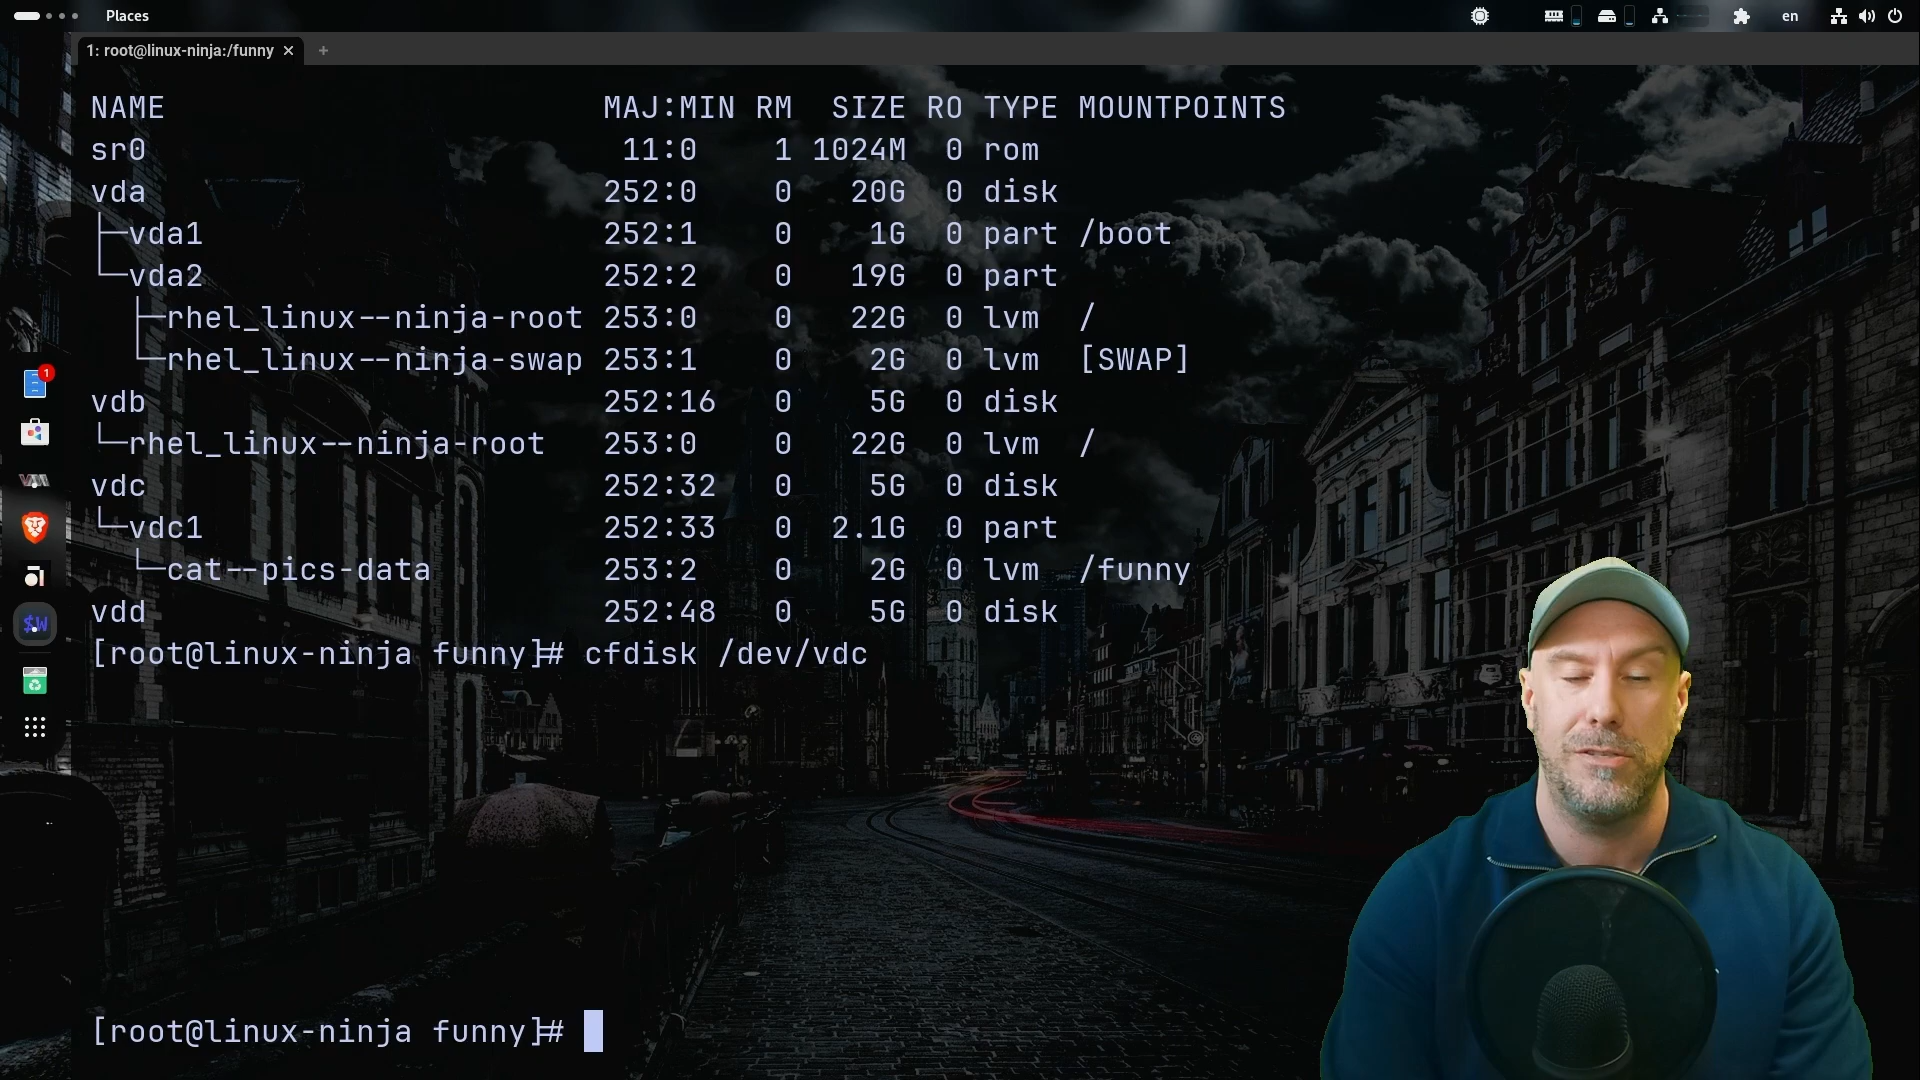 Places
en
1: root@linux-ninja:/funny × +
1
NAME MAJ:MIN RM SIZE RO TYPE MOUNTPOINTS
sr0 11:0 1 1024M 0 rom
vda 252:0 0 20G 0 disk
├─vda1 252:1 0 1G 0 part /boot
└─vda2 252:2 0 19G 0 part
├─rhel_linux--ninja-root 253:0 0 22G 0 lvm /
└─rhel_linux--ninja-swap 253:1 0 2G 0 lvm [SWAP]
vdb 252:16 0 5G 0 disk
└─rhel_linux--ninja-root 253:0 0 22G 0 lvm /
vdc 252:32 0 5G 0 disk
└─vdc1 252:33 0 2.1G 0 part
└─cat--pics-data 253:2 0 2G 0 lvm /funny
vdd 252:48 0 5G 0 disk
[root@linux-ninja funny]# cfdisk /dev/vdc
$W
[root@linux-ninja funny]#